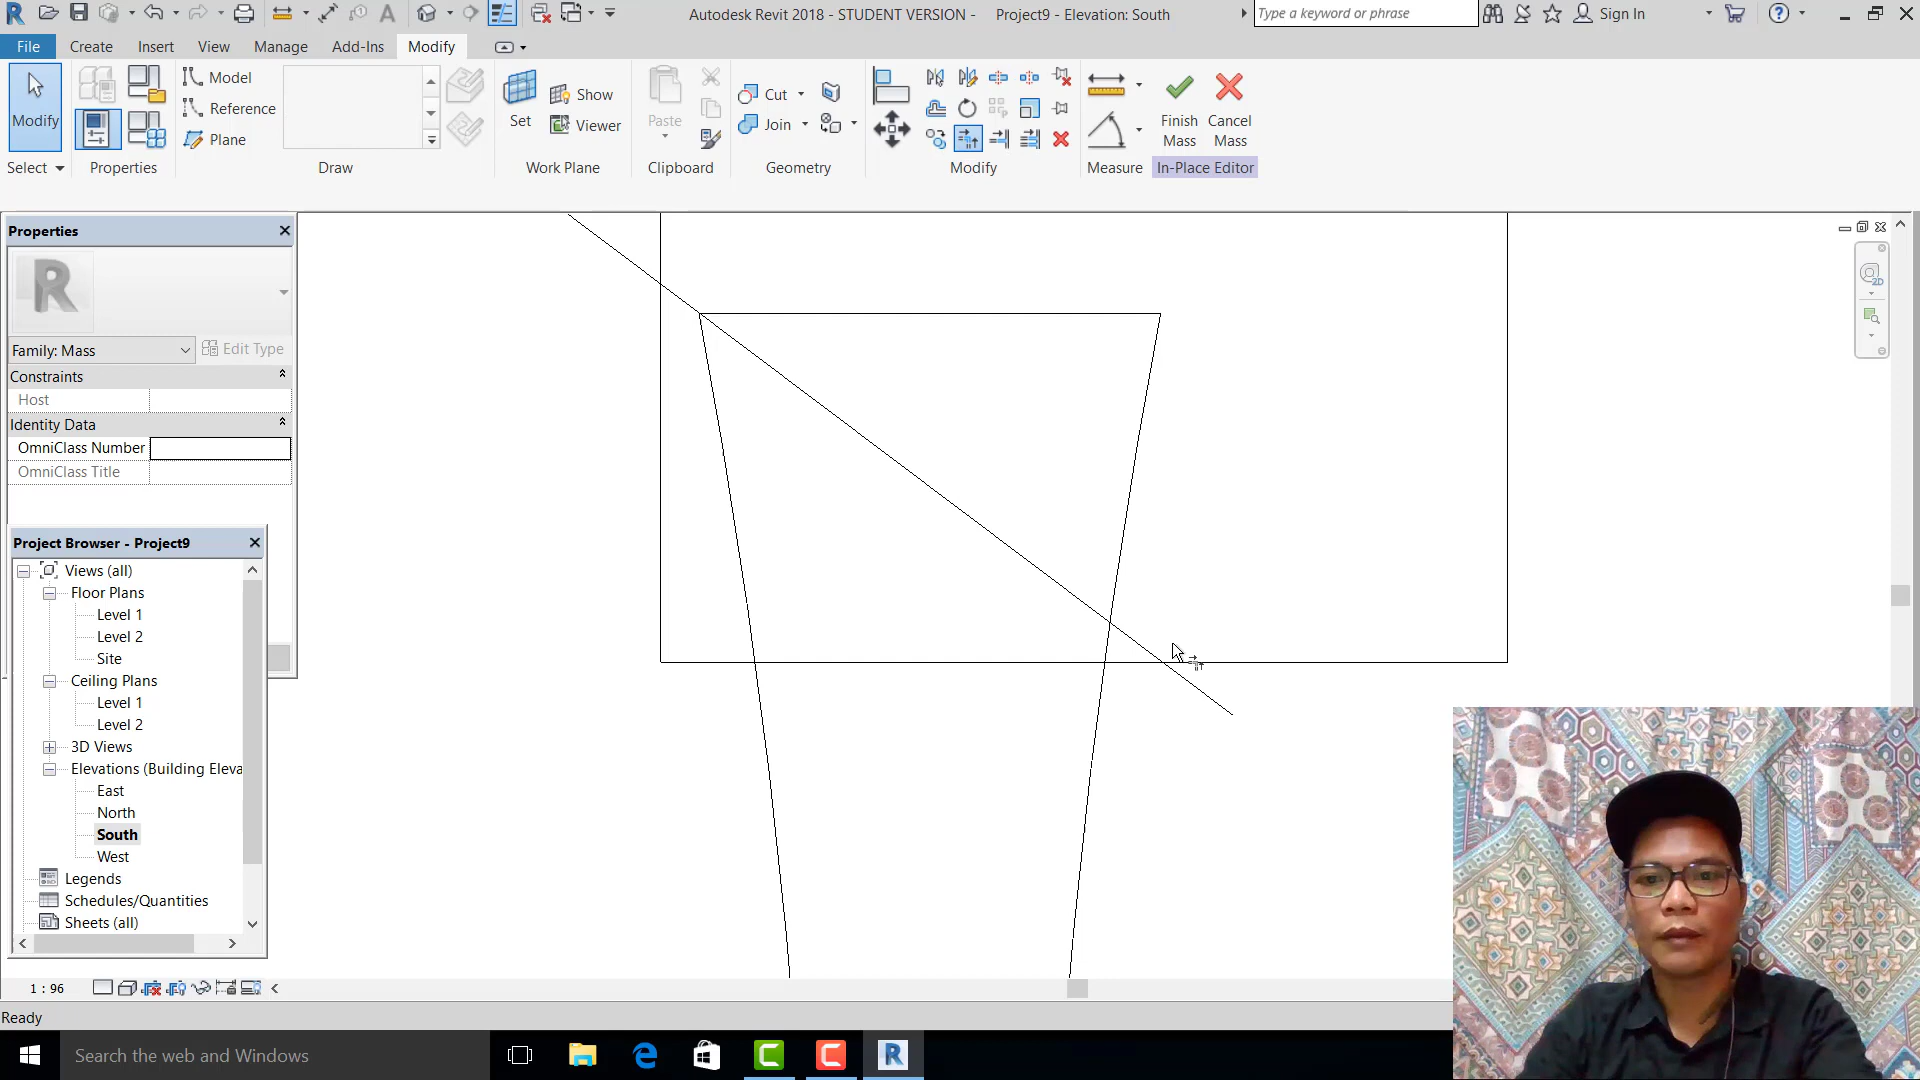 Autodesk Revit 2018 - STUDENT VERSION - Project9 - Elevation: South
Type a keyword or phrase
Sign In
File Create Insert View Manage Add-Ins Modify
Modify
Model
Reference
Plane
Set
Show
Viewer
Paste
Cut
Join
Finish Mass
Cancel Mass
Select Properties Draw Work Plane Clipboard Geometry Modify Measure In-Place Editor
Properties
Family: Mass
Edit Type
Constraints
Host
Identity Data
OmniClass Number
OmniClass Title
Project Browser - Project9
Views (all)
Floor Plans
Level 1
Level 2
Site
Ceiling Plans
Level 1
Level 2
3D Views
Elevations (Building Eleva
East
North
South
West
Legends
Schedules/Quantities
Sheets (all)
2D
1 : 96
Ready
Search the web and Windows